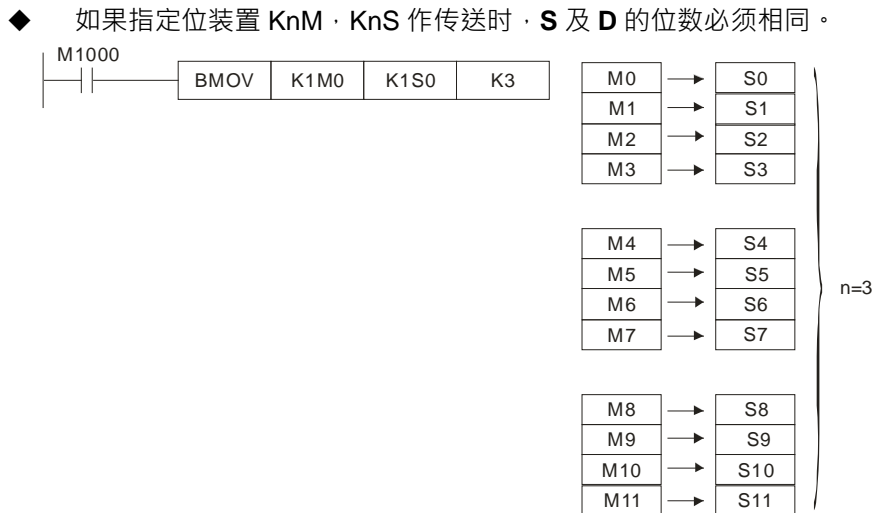 ◆ 如果指定位装置 KnM,KnS 作传送时,S 及 D 的位数必须相同。
M1000
BMOV K1M0 K1S0 K3
M0 S0
M1 S1
M2 S2
M3 S3
M4 S4
M5 S5
n=3
M6 S6
M7 S7
M8 S8
M9 S9
M10 S10
M11 S11